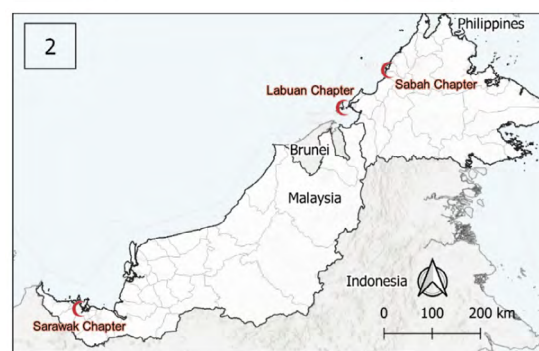 2
Philippines
Labuan Chapter
Sabah Chapter
Brunei
Malaysia
Indonesia
Sarawak Chapter
0 100 200 km